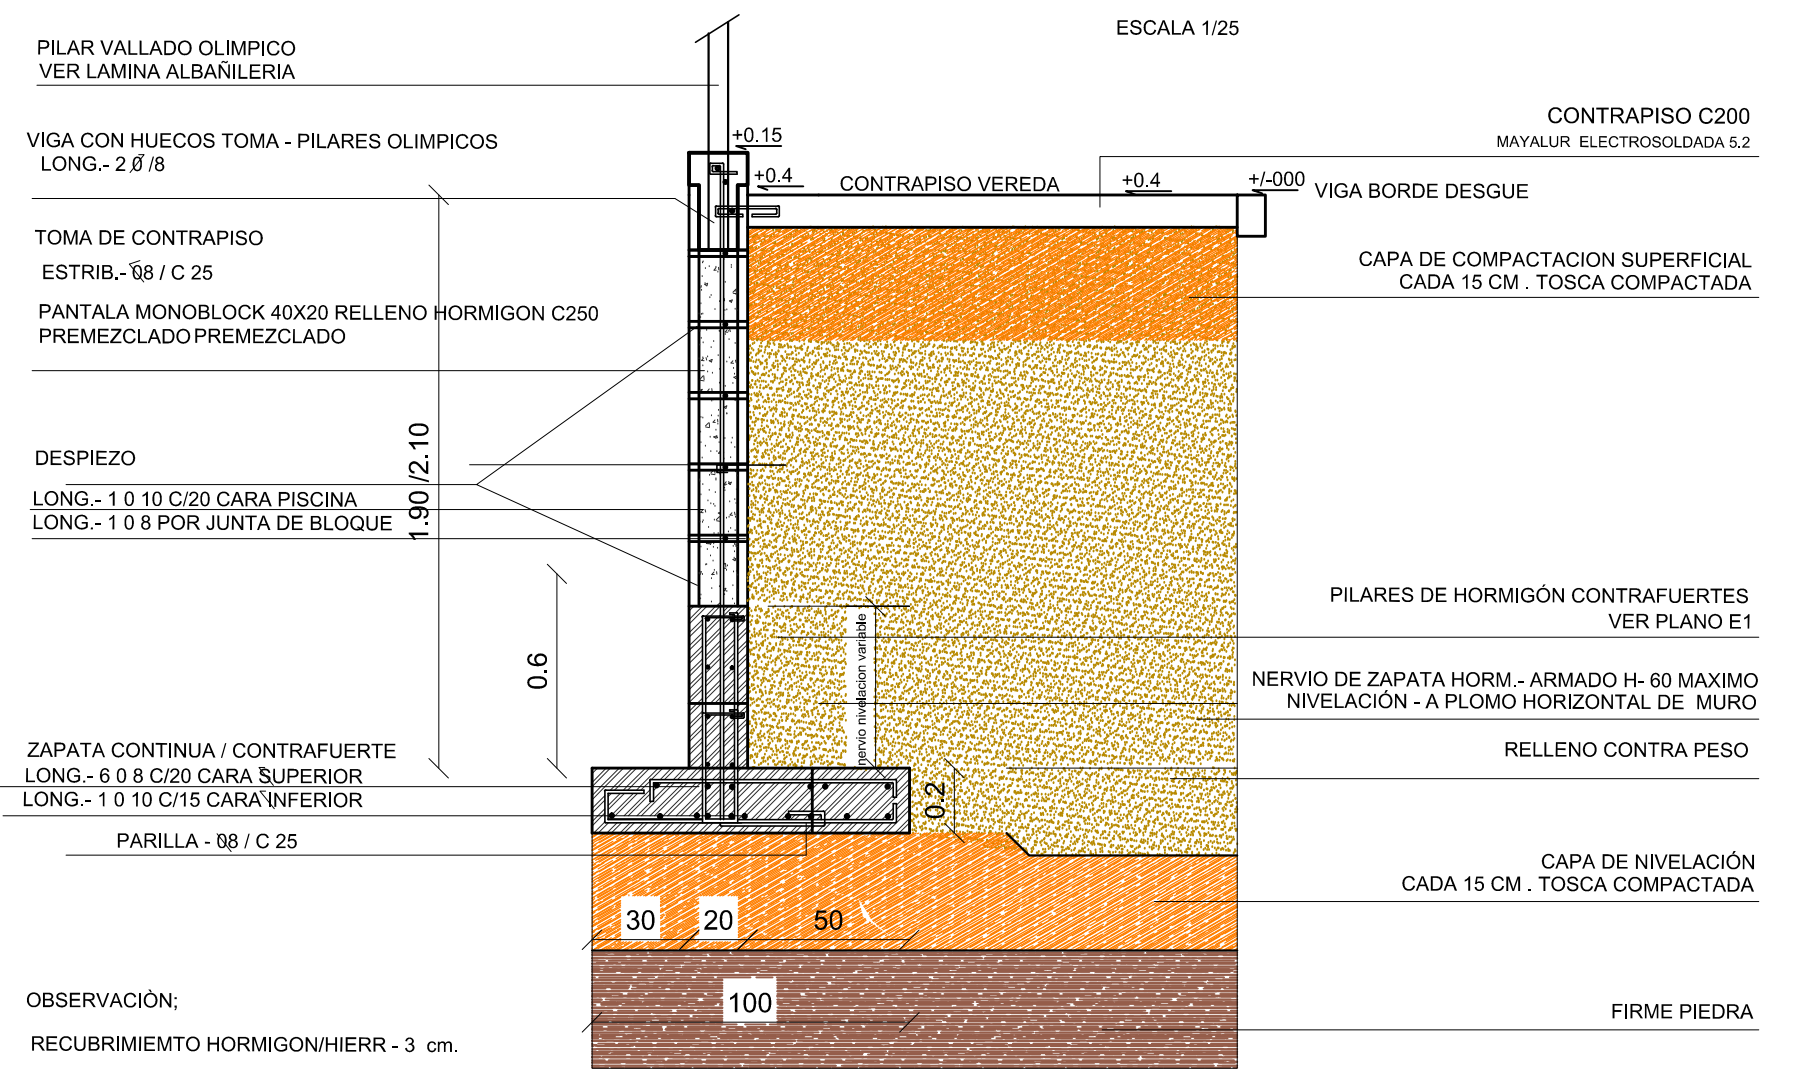 ESCALA 1/25
PILAR VALLADO OLIMPICO
VER LAMINA ALBAÑILERIA
VIGA CON HUECOS TOMA - PILARES OLIMPICOS
LONG.- 2 Ø /8
TOMA DE CONTRAPISO
ESTRIB.- Ø8 / C 25
PANTALA MONOBLOCK 40X20 RELLENO HORMIGON C250
PREMEZCLADO PREMEZCLADO
DESPIEZO
LONG.- 1 0 10 C/20 CARA PISCINA
LONG.- 1 0 8 POR JUNTA DE BLOQUE
1.90 /2.10
0.6
ZAPATA CONTINUA / CONTRAFUERTE
LONG.- 6 0 8 C/20 CARA SUPERIOR
LONG.- 1 0 10 C/15 CARA INFERIOR
PARILLA - Ø8 / C 25
OBSERVACIÒN;
RECUBRIMIEMTO HORMIGON/HIERR - 3 cm.
+0.15
+0.4
CONTRAPISO VEREDA
+0.4
+/-000
VIGA BORDE DESGUE
CONTRAPISO C200
MAYALUR ELECTROSOLDADA 5.2
CAPA DE COMPACTACION SUPERFICIAL
CADA 15 CM . TOSCA COMPACTADA
nervio nivelacion variable
0.2
PILARES DE HORMIGÓN CONTRAFUERTES
VER PLANO E1
NERVIO DE ZAPATA HORM.- ARMADO H- 60 MAXIMO
NIVELACIÓN - A PLOMO HORIZONTAL DE MURO
RELLENO CONTRA PESO
CAPA DE NIVELACIÓN
CADA 15 CM . TOSCA COMPACTADA
30
20
50
100
FIRME PIEDRA